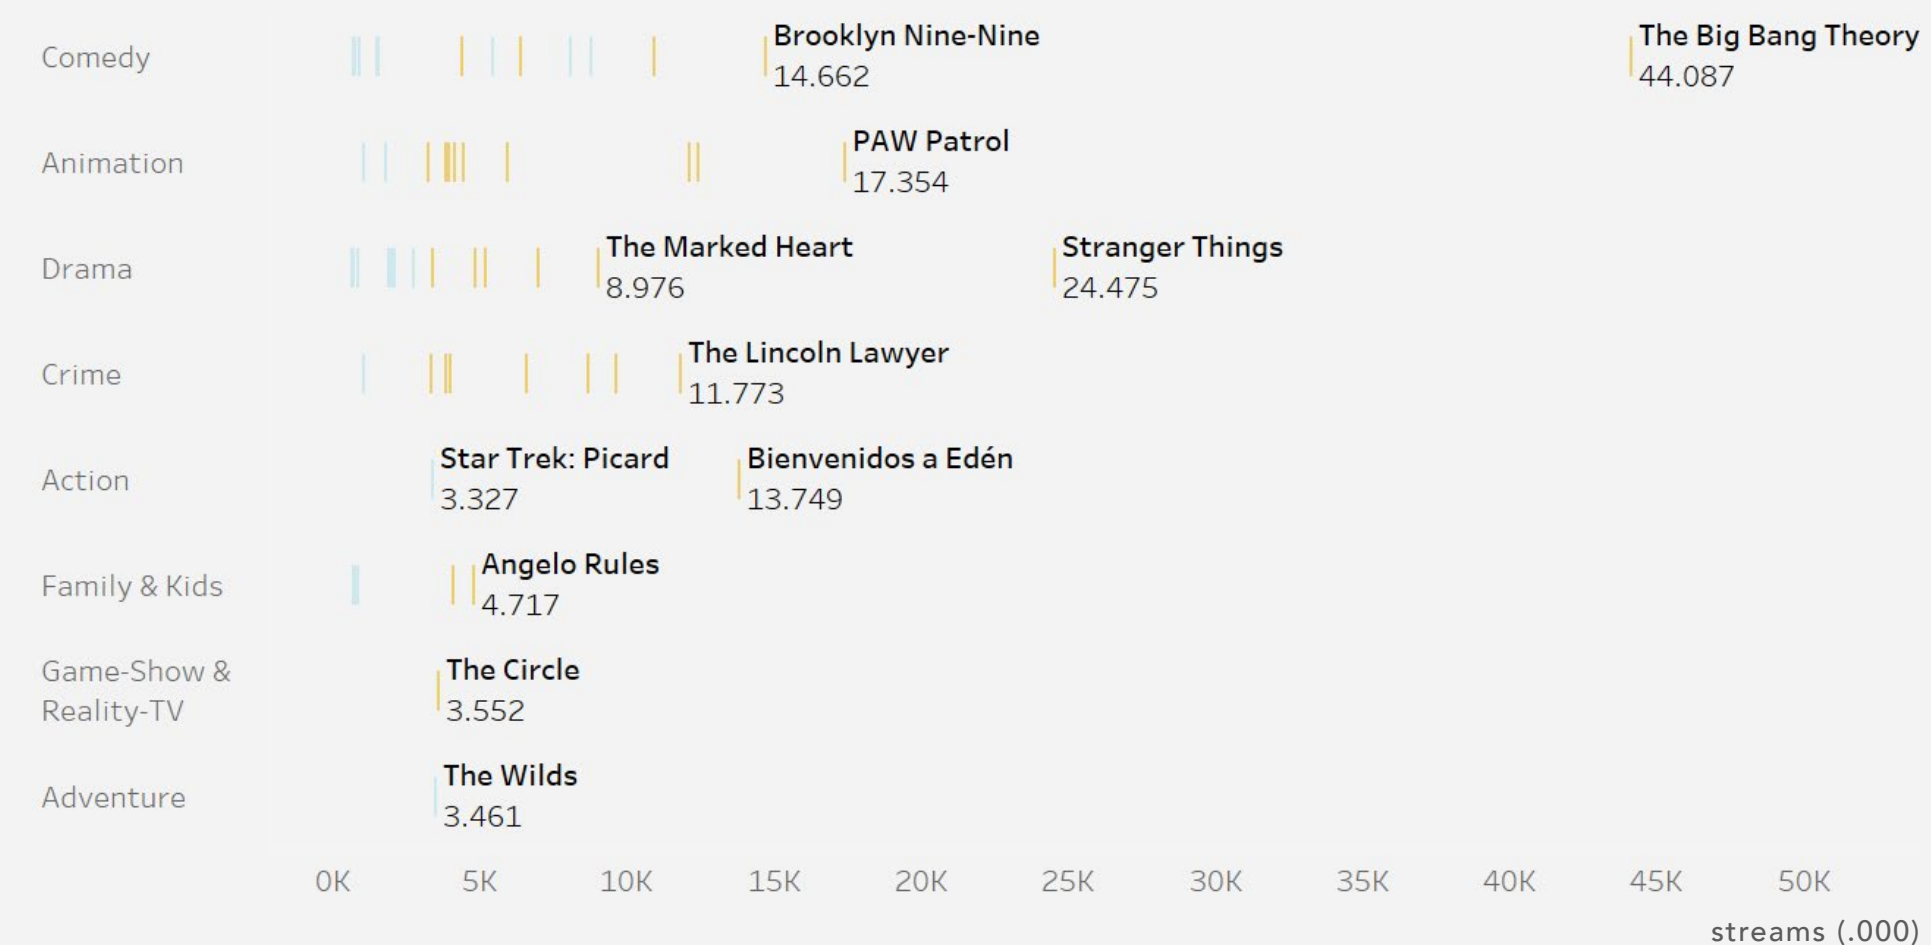 Comedy
Brooklyn Nine-Nine
14.662
The Big Bang Theory
44.087
Animation
PAW Patrol
17.354
Drama
The Marked Heart
8.976
Stranger Things
24.475
Crime
The Lincoln Lawyer
11.773
Action
Star Trek: Picard
3.327
Bienvenidos a Edén
13.749
Family & Kids
Angelo Rules
4.717
Game-Show &
Reality-TV
The Circle
3.552
Adventure
The Wilds
3.461
0K 5K 10K 15K 20K 25K 30K 35K 40K 45K 50K
streams (.000)